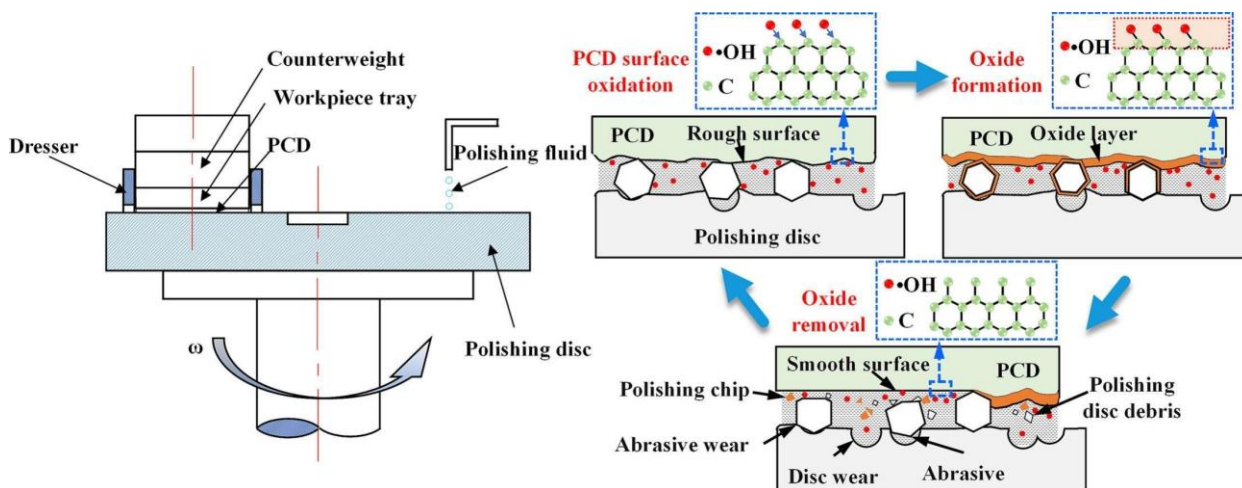 Counterweight
Workpiece tray
Dresser
PCD
Polishing fluid
Polishing disc
ω
PCD surface
oxidation
•OH
C
PCD
Rough surface
Polishing disc
Oxide
formation
•OH
C
PCD
Oxide layer
Oxide
removal
•OH
C
Smooth surface
PCD
Polishing chip
Polishing
disc debris
Abrasive wear
Disc wear
Abrasive